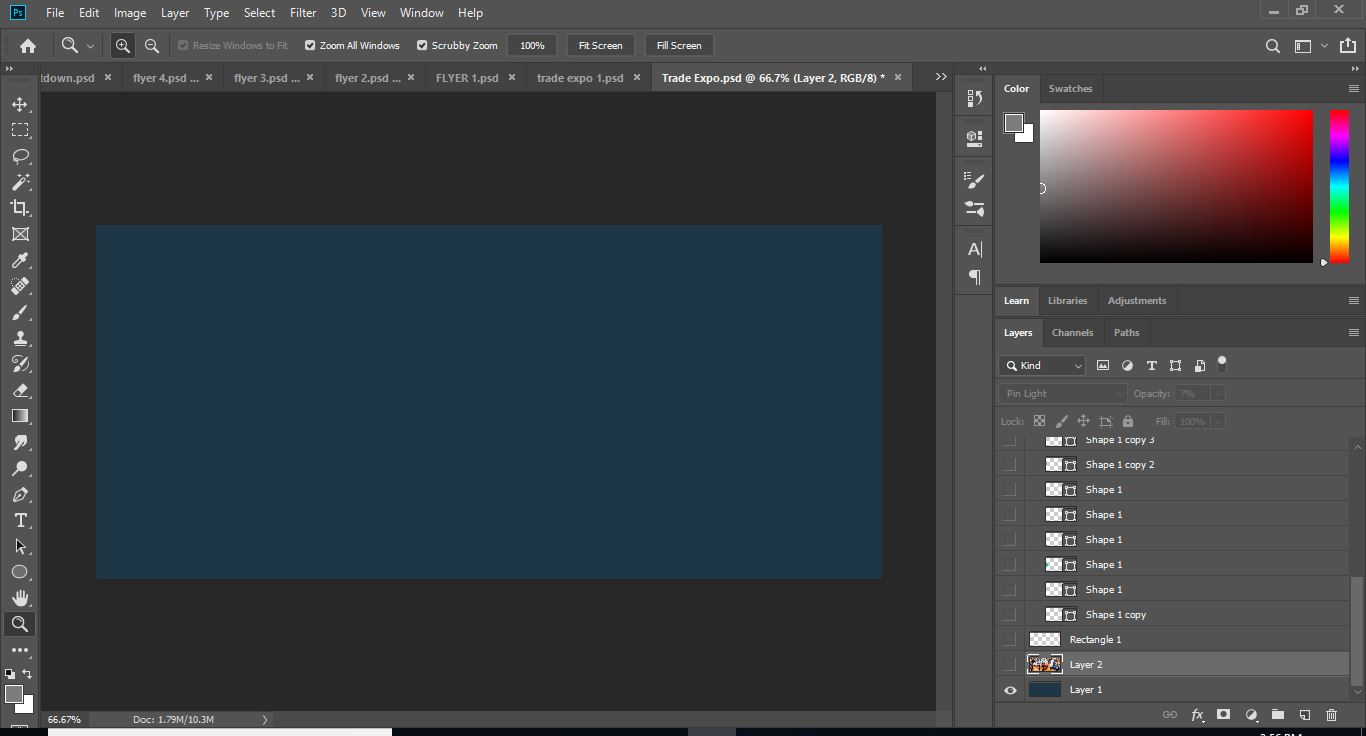 Ps File Edit Image Layer Type Select Filter 3D View Window Help
Resize Windows to Fit Zoom All Windows Scrubby Zoom 100% Fit Screen Fill Screen
tdown.psd × flyer 4.psd ... × flyer 3.psd ... × flyer 2.psd ... × FLYER 1.psd × trade expo 1.psd × Trade Expo.psd @ 66.7% (Layer 2, RGB/8) * ×
Color Swatches
Learn Libraries Adjustments
Layers Channels Paths
Kind
Pin Light Opacity: 7%
Lock: Fill: 100%
Shape 1 copy 3
Shape 1 copy 2
Shape 1
Shape 1
Shape 1
Shape 1
Shape 1
Shape 1 copy
Rectangle 1
Layer 2
Layer 1
66.67% Doc: 1.79M/10.3M